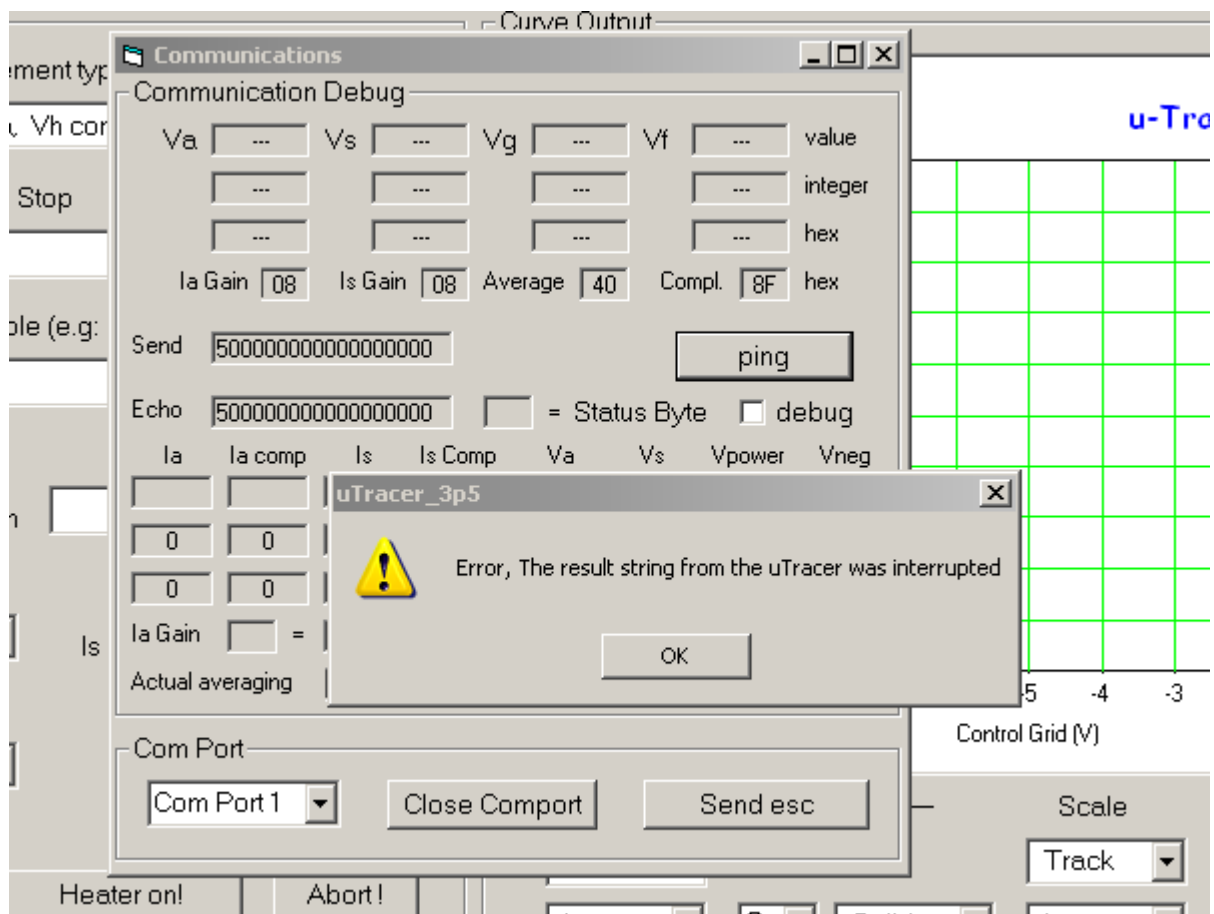 Curve Output
Communications
ement typ
Communication Debug
u-Tra
Vh con
Va --- Vs --- Vg --- Vf --- value
--- --- --- --- integer
Stop
--- --- --- --- hex
Ia Gain 08 Is Gain 08 Average 40 Compl. 8F hex
ble (e.g:
Send 500000000000000000
ping
Echo 500000000000000000 = Status Byte debug
Ia Ia comp Is Is Comp Va Vs Vpower Vneg
uTracer_3p5
0 0
Error, The result string from the uTracer was interrupted
0 0
Ia Gain =
Is
OK
Actual averaging
-5 -4 -3
Control Grid (V)
Com Port
Com Port 1 Close Comport Send esc
Scale
Track
Heater on! Abort !